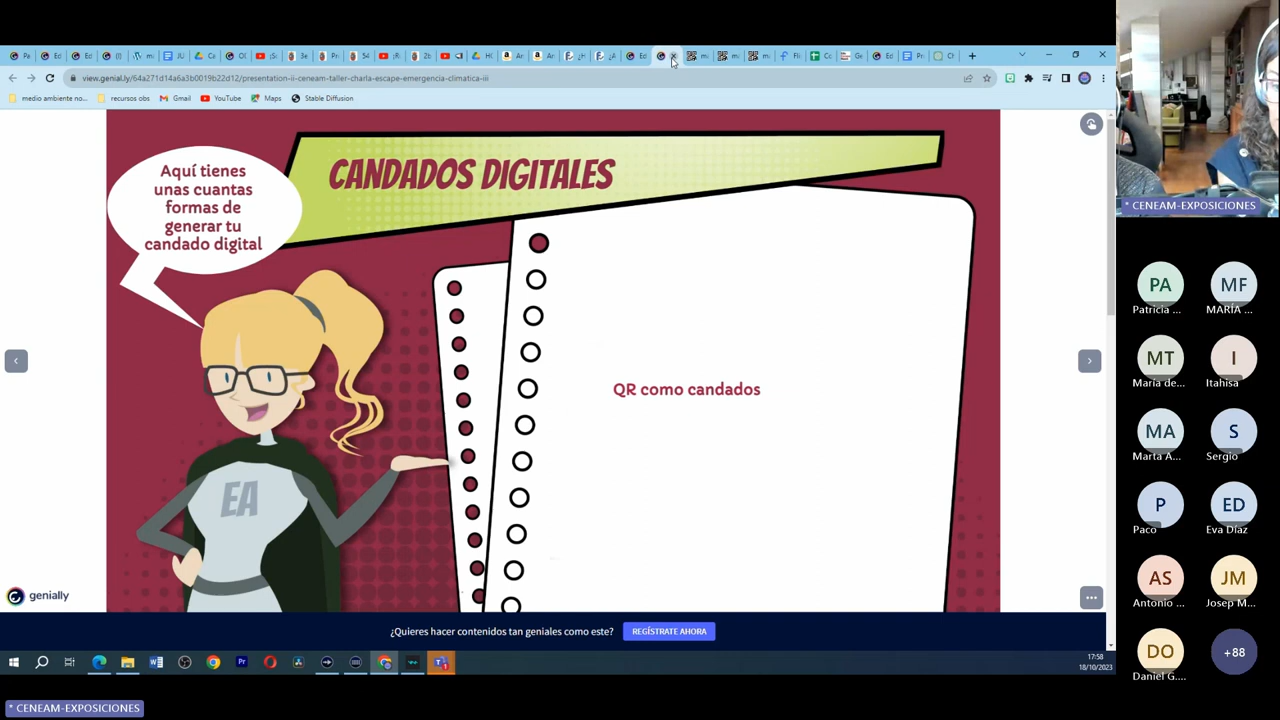 view.genial.ly/64a271d14a6a3b0019b22d12/presentation-ii-ceneam-taller-charla-escape-emergencia-climatica-iii
medio ambiente no...
recursos obs
Gmail
YouTube
Maps
Stable Diffusion
Aquí tienes
unas cuantas
formas de
generar tu
candado digital
CANDADOS DIGITALES
QR como candados
EA
genially
¿Quieres hacer contenidos tan geniales como este?
REGÍSTRATE AHORA
17:58
18/10/2023
* CENEAM-EXPOSICIONES
* CENEAM-EXPOSICIONES
PA
Patricia ...
MF
MARÍA ...
MT
María de...
I
Itahisa
MA
Marta A...
S
Sergio
P
Paco
ED
Eva Díaz
AS
Antonio ...
JM
Josep M...
DO
Daniel G....
+88